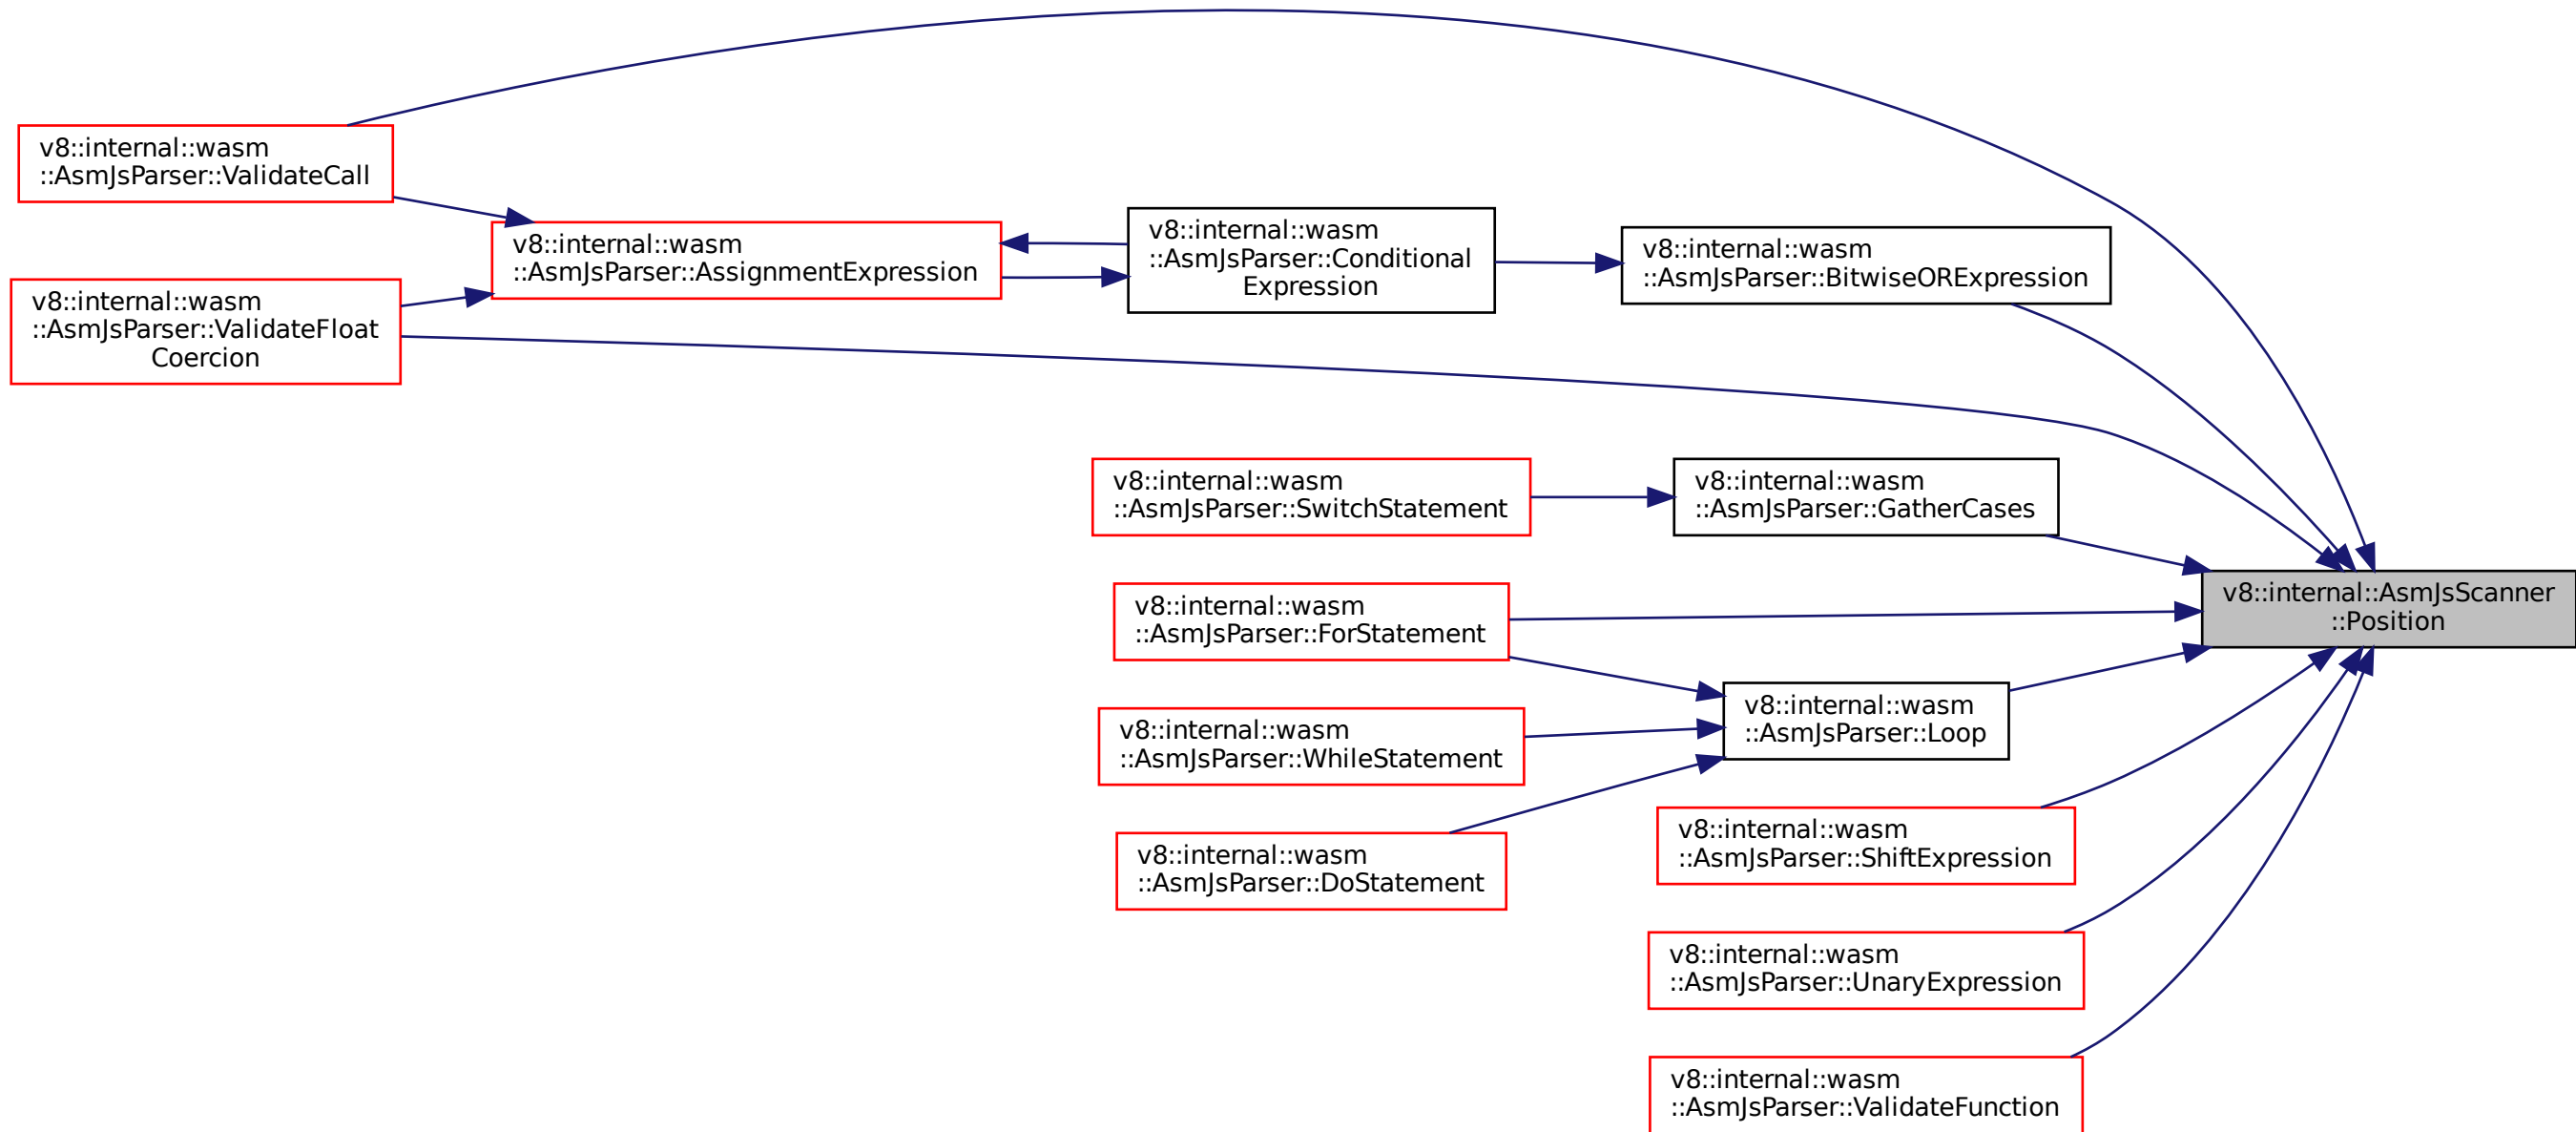 v8::internal::wasm
::AsmJsParser::ValidateCall
v8::internal::wasm
::AsmJsParser::AssignmentExpression
v8::internal::wasm
::AsmJsParser::Conditional
Expression
v8::internal::wasm
::AsmJsParser::BitwiseORExpression
v8::internal::wasm
::AsmJsParser::ValidateFloat
Coercion
v8::internal::wasm
::AsmJsParser::SwitchStatement
v8::internal::wasm
::AsmJsParser::GatherCases
v8::internal::AsmJsScanner
::Position
v8::internal::wasm
::AsmJsParser::ForStatement
v8::internal::wasm
::AsmJsParser::Loop
v8::internal::wasm
::AsmJsParser::WhileStatement
v8::internal::wasm
::AsmJsParser::DoStatement
v8::internal::wasm
::AsmJsParser::ShiftExpression
v8::internal::wasm
::AsmJsParser::UnaryExpression
v8::internal::wasm
::AsmJsParser::ValidateFunction